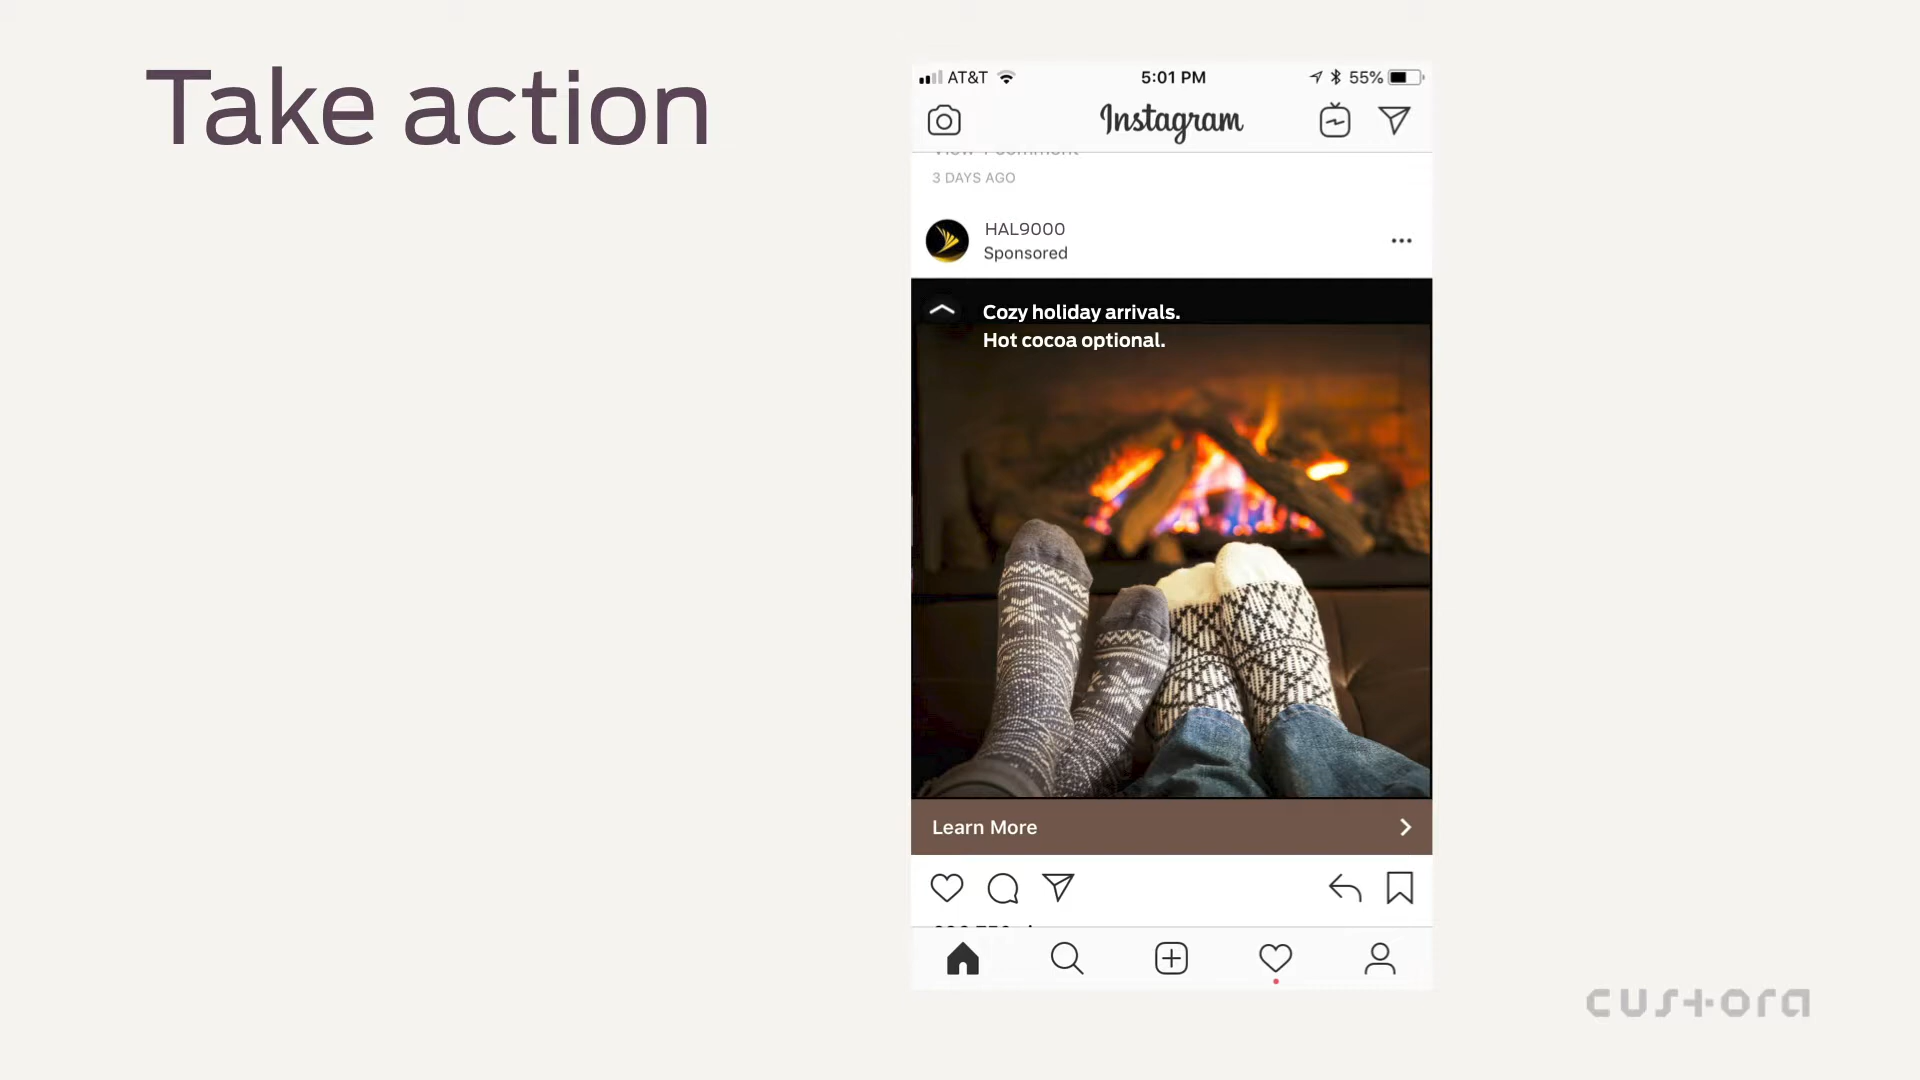 Take action
AT&T
5:01 PM
55%
Instagram
3 DAYS AGO
HAL9000
Sponsored
Cozy holiday arrivals.
Hot cocoa optional.
Learn More
custora